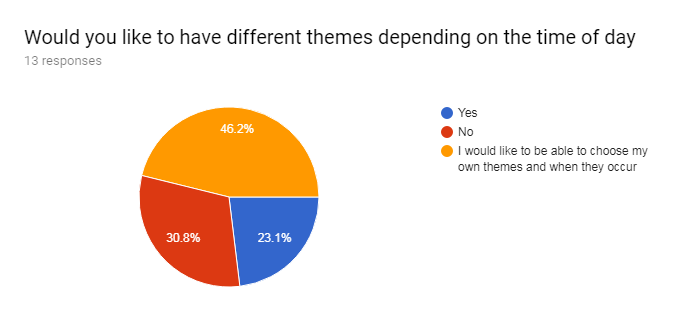 Would you like to have different themes depending on the time of day
13 responses
46.2%
30.8%
23.1%
Yes
No
I would like to be able to choose my
own themes and when they occur